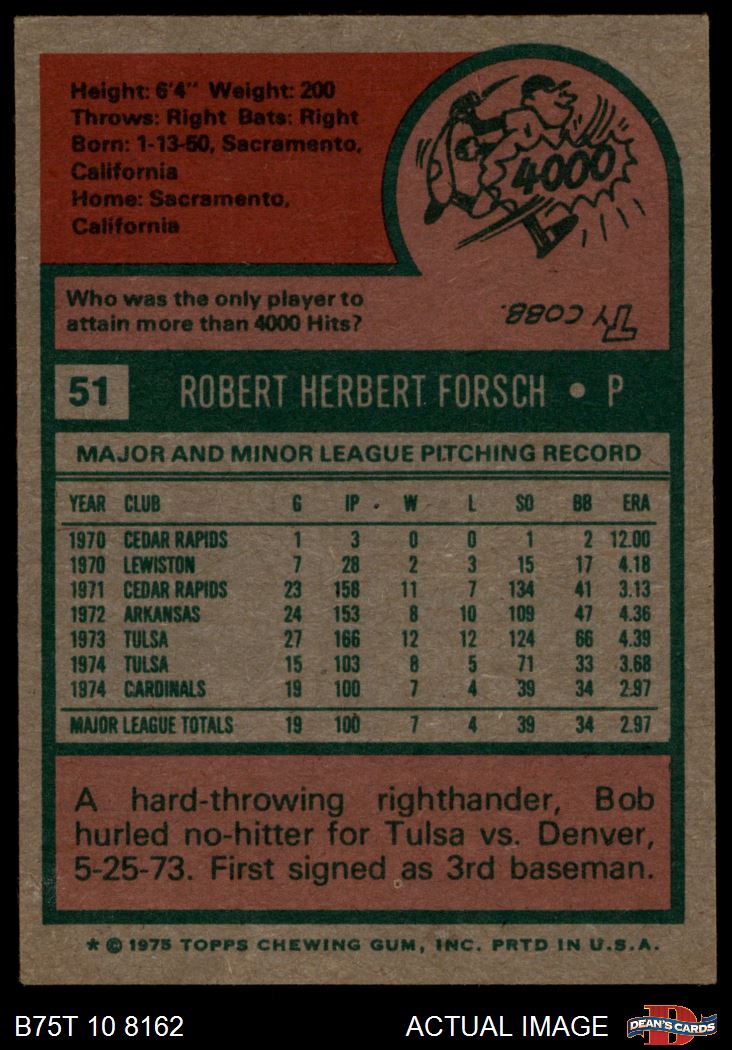 Height: 6'4" Weight: 200
Throws: Right Bats: Right
Born: 1-13-50, Sacramento,
California
Home: Sacramento,
California
4000
Who was the only player to
attain more than 4000 Hits?
Ty COBB.
51 ROBERT HERBERT FORSCH • P
MAJOR AND MINOR LEAGUE PITCHING RECORD
YEAR CLUB G IP W L SO BB ERA
1970 CEDAR RAPIDS 1 3 0 0 1 2 12.00
1970 LEWISTON 7 28 2 3 15 17 4.18
1971 CEDAR RAPIDS 23 158 11 7 134 41 3.13
1972 ARKANSAS 24 153 8 10 109 47 4.36
1973 TULSA 27 166 12 12 124 66 4.39
1974 TULSA 15 103 8 5 71 33 3.68
1974 CARDINALS 19 100 7 4 39 34 2.97
MAJOR LEAGUE TOTALS 19 100 7 4 39 34 2.97
A hard-throwing righthander, Bob
hurled no-hitter for Tulsa vs. Denver,
5-25-73. First signed as 3rd baseman.
* © 1975 TOPPS CHEWING GUM, INC. PRTD IN U.S.A.
B75T 10 8162 ACTUAL IMAGE D DEAN'S CARDS